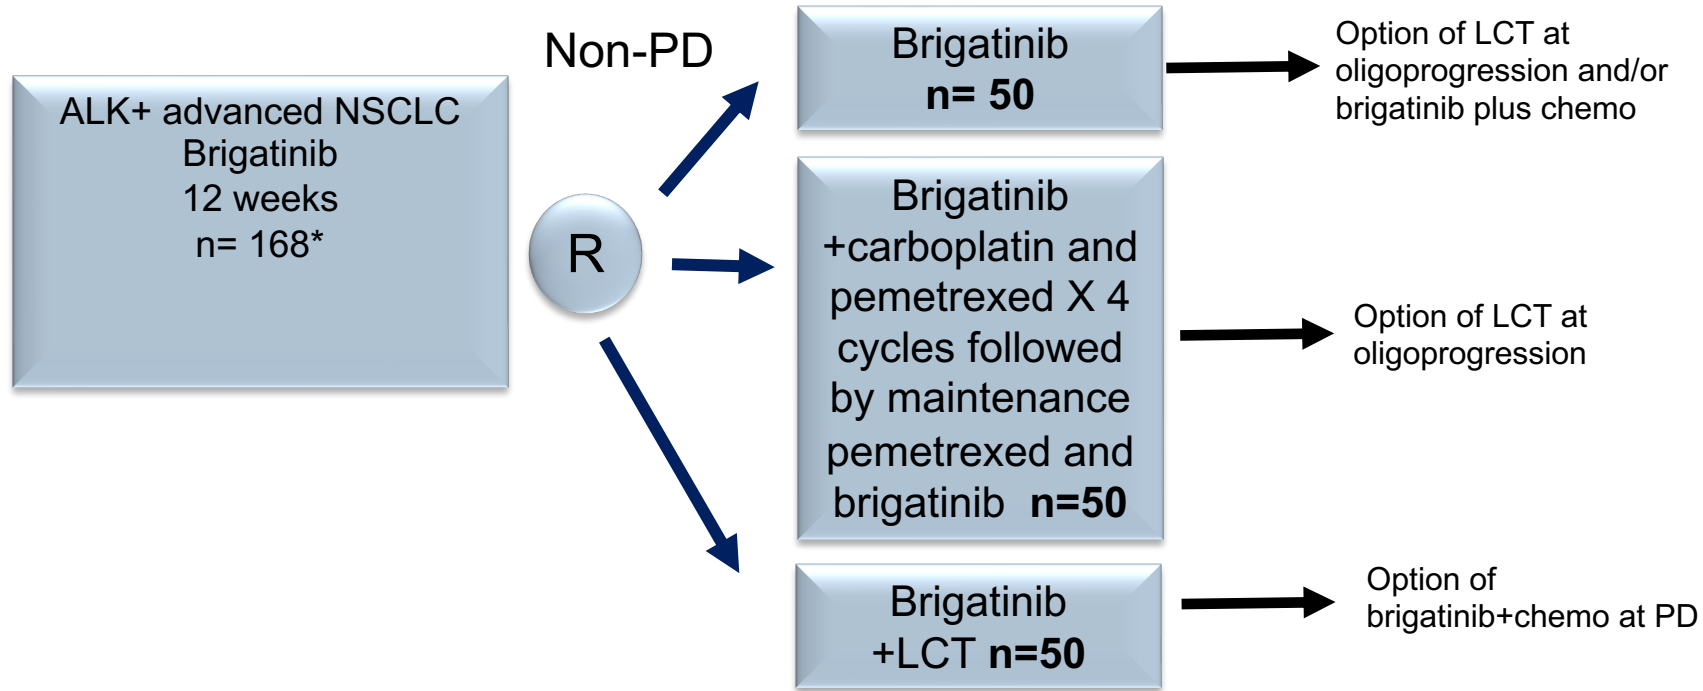 ALK+ advanced NSCLC
Brigatinib
12 weeks
n= 168*
Non-PD
R
Brigatinib
n= 50
Option of LCT at
oligoprogression and/or
brigatinib plus chemo
Brigatinib
+carboplatin and
pemetrexed X 4
cycles followed
by maintenance
pemetrexed and
brigatinib n=50
Option of LCT at
oligoprogression
Brigatinib
+LCT n=50
Option of
brigatinib+chemo at PD